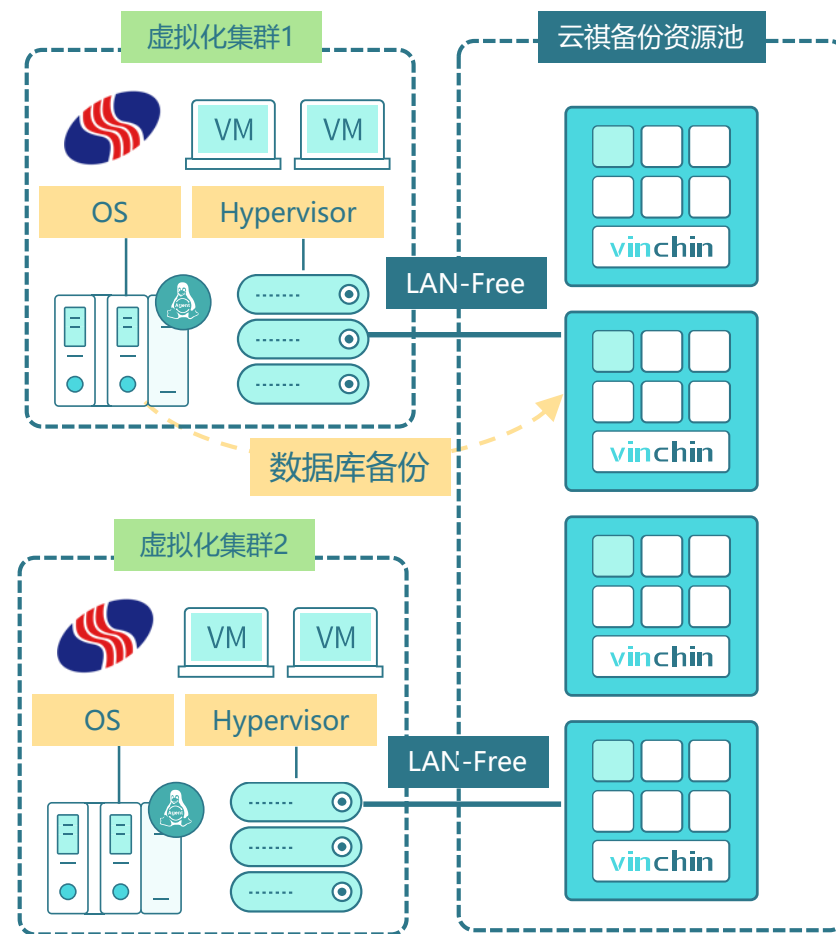 虚拟化集群1
云祺备份资源池
VM
VM
OS
Hypervisor
Agent
LAN-Free
vinchin
vinchin
数据库备份
虚拟化集群2
VM
VM
OS
Hypervisor
Agent
LAN-Free
vinchin
vinchin